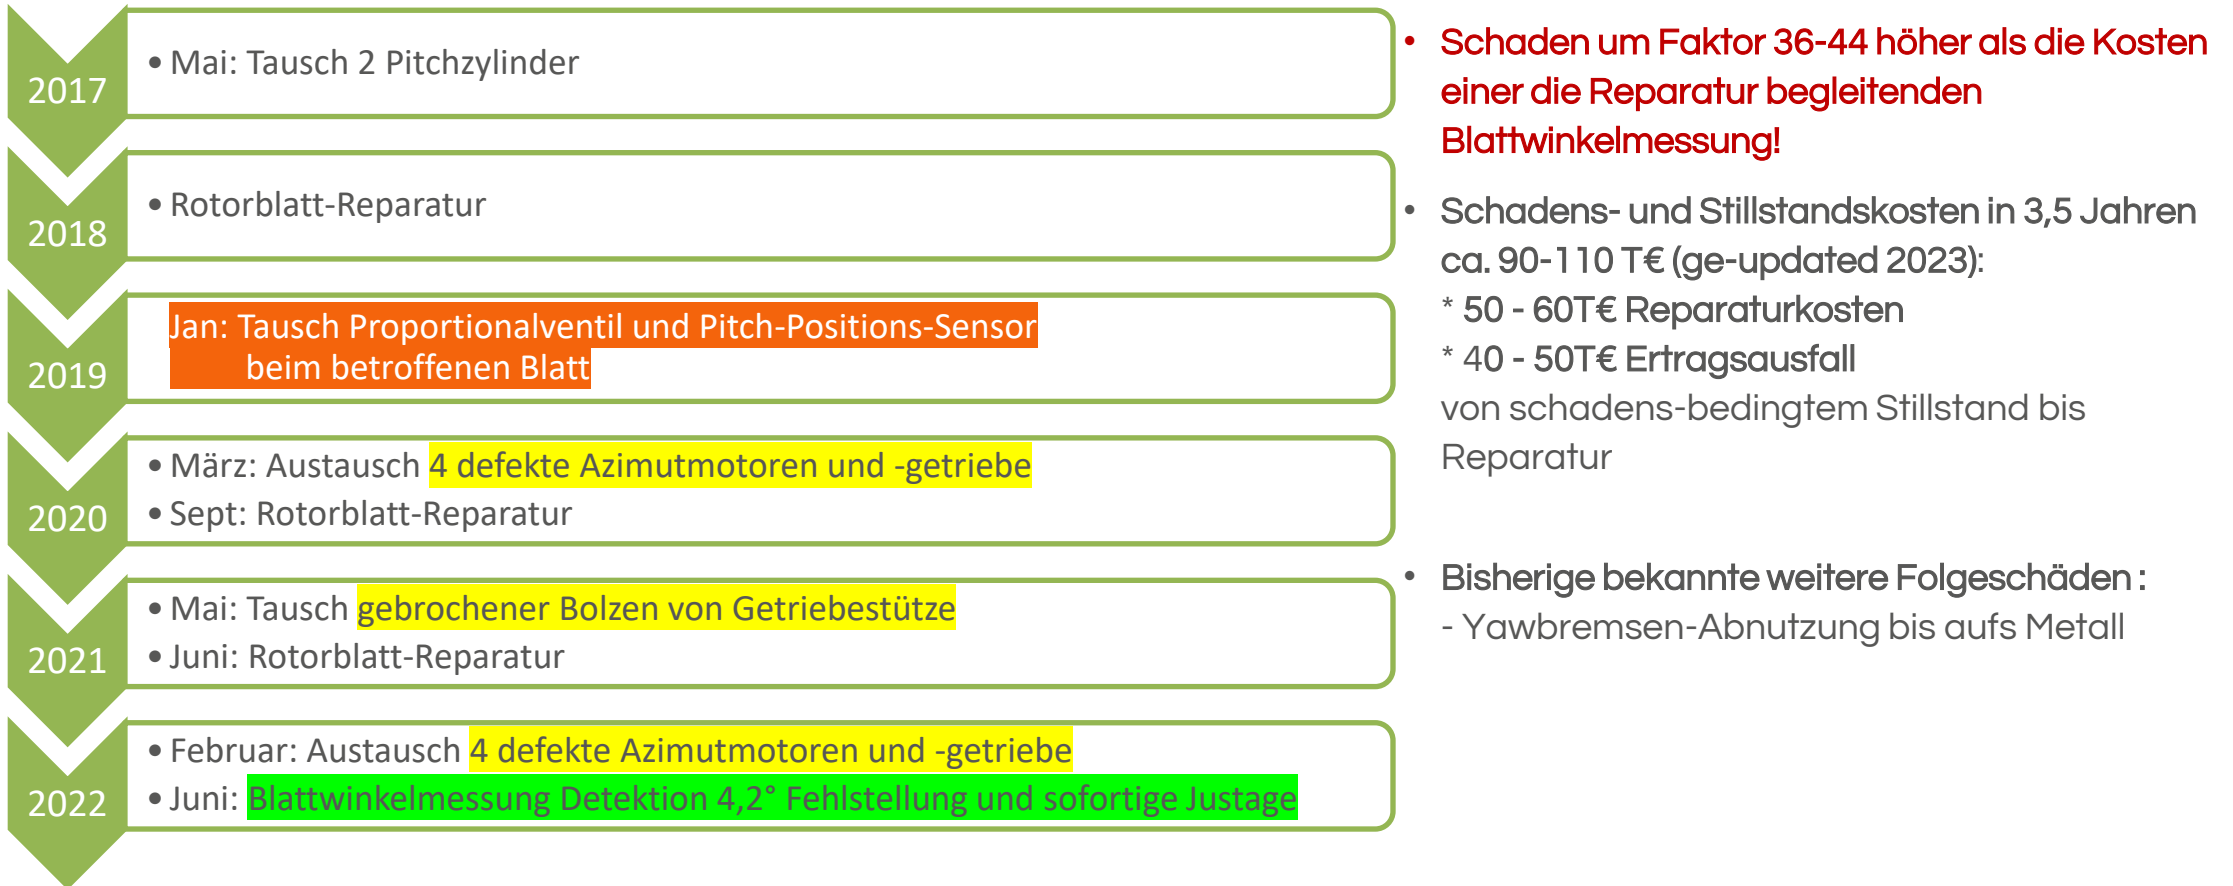 2017
• Mai: Tausch 2 Pitchzylinder
2018
• Rotorblatt-Reparatur
2019
Jan: Tausch Proportionalventil und Pitch-Positions-Sensor
beim betroffenen Blatt
2020
• März: Austausch 4 defekte Azimutmotoren und -getriebe
• Sept: Rotorblatt-Reparatur
2021
• Mai: Tausch gebrochener Bolzen von Getriebestütze
• Juni: Rotorblatt-Reparatur
2022
• Februar: Austausch 4 defekte Azimutmotoren und -getriebe
• Juni: Blattwinkelmessung Detektion 4,2° Fehlstellung und sofortige Justage
• Schaden um Faktor 36-44 höher als die Kosten
einer die Reparatur begleitenden
Blattwinkelmessung!
• Schadens- und Stillstandskosten in 3,5 Jahren
ca. 90-110 T€ (ge-updated 2023):
* 50 - 60T€ Reparaturkosten
* 40 - 50T€ Ertragsausfall
von schadens-bedingtem Stillstand bis
Reparatur
• Bisherige bekannte weitere Folgeschäden :
- Yawbremsen-Abnutzung bis aufs Metall